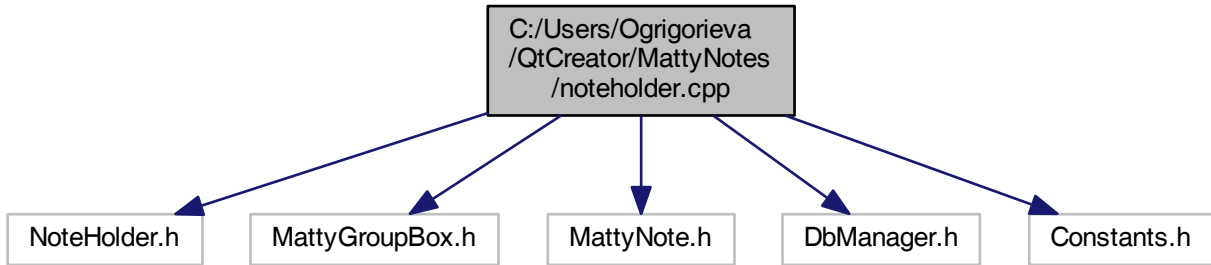 C:/Users/Ogrigorieva
/QtCreator/MattyNotes
/noteholder.cpp
NoteHolder.h
MattyGroupBox.h
MattyNote.h
DbManager.h
Constants.h